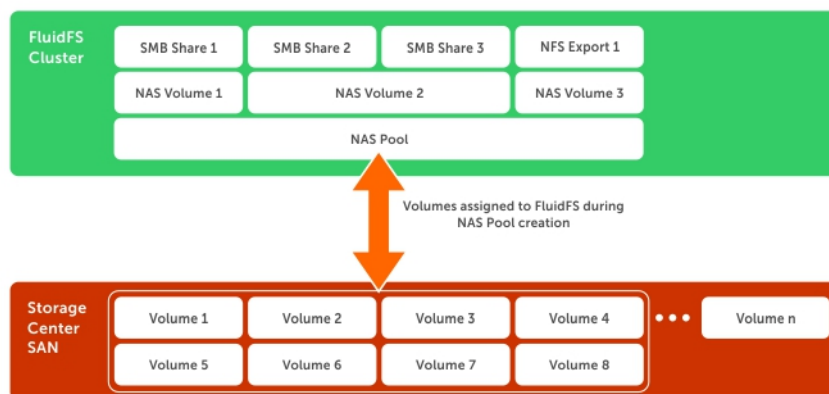 FluidFS
Cluster
SMB Share 1
SMB Share 2
SMB Share 3
NFS Export 1
NAS Volume 1
NAS Volume 2
NAS Volume 3
NAS Pool
Volumes assigned to FluidFS during
NAS Pool creation
Storage
Center
SAN
Volume 1
Volume 2
Volume 3
Volume 4
Volume n
Volume 5
Volume 6
Volume 7
Volume 8